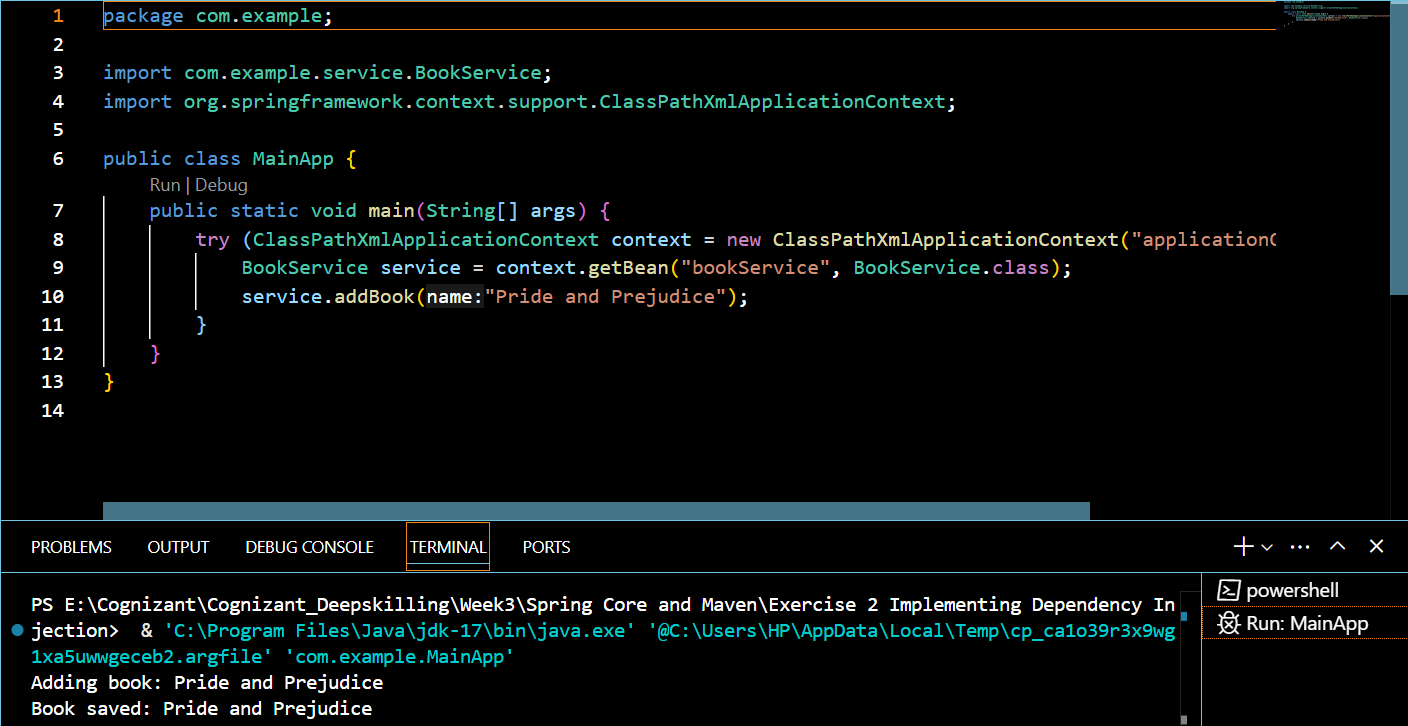 1 package com.example;
2
3 import com.example.service.BookService;
4 import org.springframework.context.support.ClassPathXmlApplicationContext;
5
6 public class MainApp {
Run | Debug
7 public static void main(String[] args) {
8 try (ClassPathXmlApplicationContext context = new ClassPathXmlApplicationContext("applicationC
9 BookService service = context.getBean("bookService", BookService.class);
10 service.addBook(name:"Pride and Prejudice");
11 }
12 }
13 }
14
PROBLEMS OUTPUT DEBUG CONSOLE TERMINAL PORTS
PS E:\Cognizant\Cognizant_Deepskilling\Week3\Spring Core and Maven\Exercise 2 Implementing Dependency In
jection> & 'C:\Program Files\Java\jdk-17\bin\java.exe' '@C:\Users\HP\AppData\Local\Temp\cp_ca1o39r3x9wg
1xa5uwwgeceb2.argfile' 'com.example.MainApp'
Adding book: Pride and Prejudice
Book saved: Pride and Prejudice
powershell
Run: MainApp